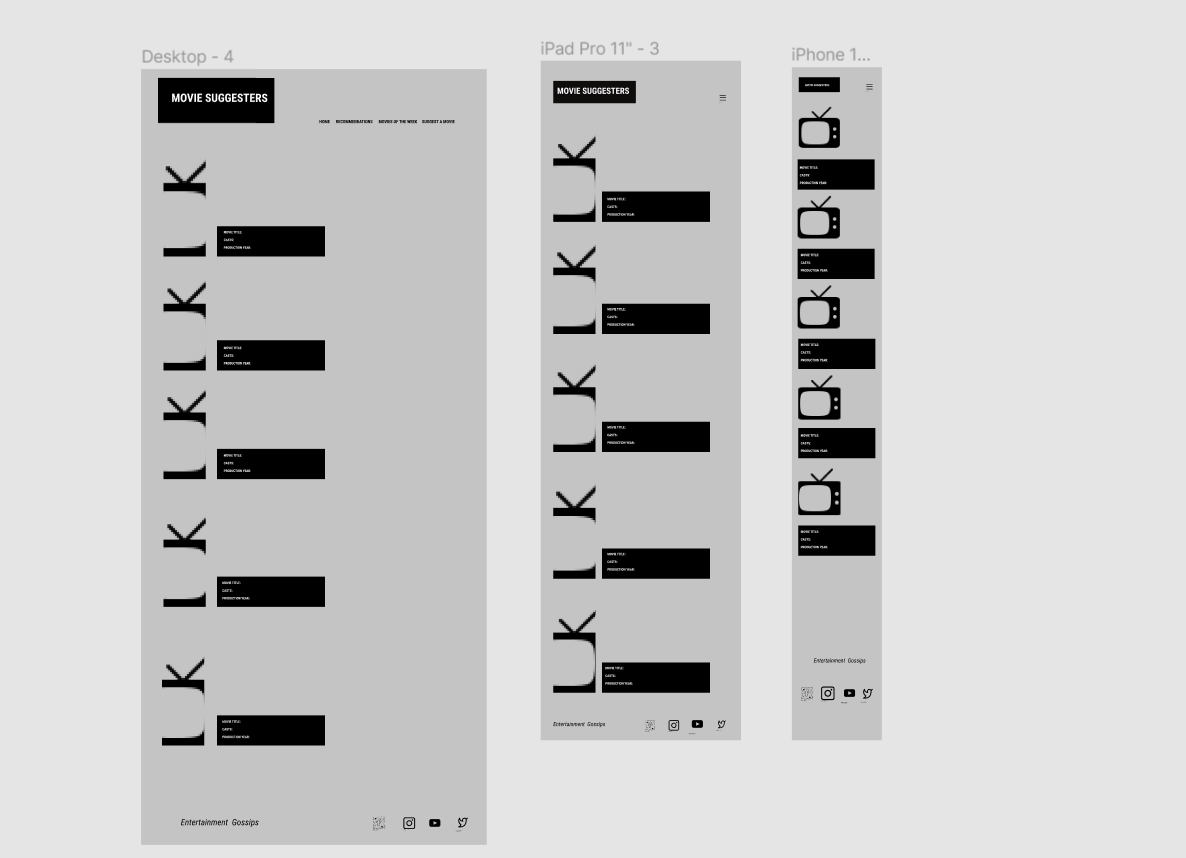 Desktop - 4
MOVIE SUGGESTERS
HOME RECOMMENDATIONS MOVIES OF THE WEEK SUGGEST A MOVIE
MOVIE TITLE:
CASTS:
PRODUCTION YEAR:
MOVIE TITLE:
CASTS:
PRODUCTION YEAR:
MOVIE TITLE:
CASTS:
PRODUCTION YEAR:
MOVIE TITLE:
CASTS:
PRODUCTION YEAR:
MOVIE TITLE:
CASTS:
PRODUCTION YEAR:
Entertainment Gossips
iPad Pro 11" - 3
MOVIE SUGGESTERS
MOVIE TITLE:
CASTS:
PRODUCTION YEAR:
MOVIE TITLE:
CASTS:
PRODUCTION YEAR:
MOVIE TITLE:
CASTS:
PRODUCTION YEAR:
MOVIE TITLE:
CASTS:
PRODUCTION YEAR:
MOVIE TITLE:
CASTS:
PRODUCTION YEAR:
Entertainment Gossips
iPhone 1...
MOVIE SUGGESTERS
MOVIE TITLE:
CASTS:
PRODUCTION YEAR:
MOVIE TITLE:
CASTS:
PRODUCTION YEAR:
MOVIE TITLE:
CASTS:
PRODUCTION YEAR:
MOVIE TITLE:
CASTS:
PRODUCTION YEAR:
MOVIE TITLE:
CASTS:
PRODUCTION YEAR:
Entertainment Gossips